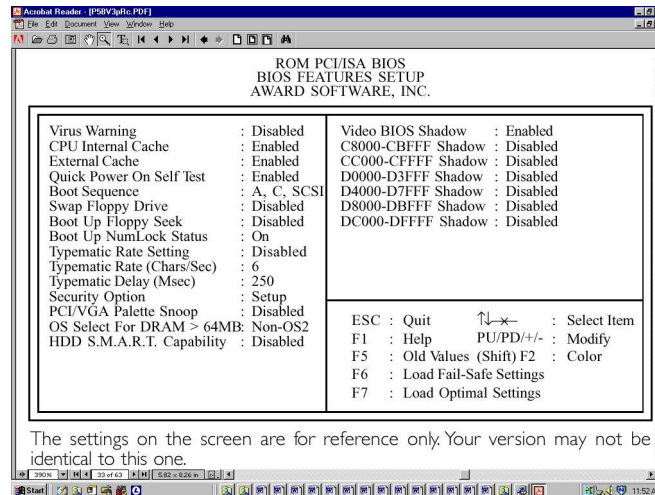 Acrobat Reader - [P5BV3pRc.PDF]
File Edit Document View Window Help
ROM PCI/ISA BIOS
BIOS FEATURES SETUP
AWARD SOFTWARE, INC.
Virus Warning : Disabled
CPU Internal Cache : Enabled
External Cache : Enabled
Quick Power On Self Test : Enabled
Boot Sequence : A, C, SCSI
Swap Floppy Drive : Disabled
Boot Up Floppy Seek : Disabled
Boot Up NumLock Status : On
Typematic Rate Setting : Disabled
Typematic Rate (Chars/Sec) : 6
Typematic Delay (Msec) : 250
Security Option : Setup
PCI/VGA Palette Snoop : Disabled
OS Select For DRAM > 64MB: Non-OS2
HDD S.M.A.R.T. Capability : Disabled
Video BIOS Shadow : Enabled
C8000-CBFFF Shadow : Disabled
CC000-CFFFF Shadow : Disabled
D0000-D3FFF Shadow : Disabled
D4000-D7FFF Shadow : Disabled
D8000-DBFFF Shadow : Disabled
DC000-DFFFF Shadow : Disabled
ESC : Quit ↑↓→← : Select Item
F1 : Help PU/PD/+/- : Modify
F5 : Old Values (Shift) F2 : Color
F6 : Load Fail-Safe Settings
F7 : Load Optimal Settings
The settings on the screen are for reference only. Your version may not be
identical to this one.
390% 33 of 63 5.82 x 8.26 in
Start 11:52